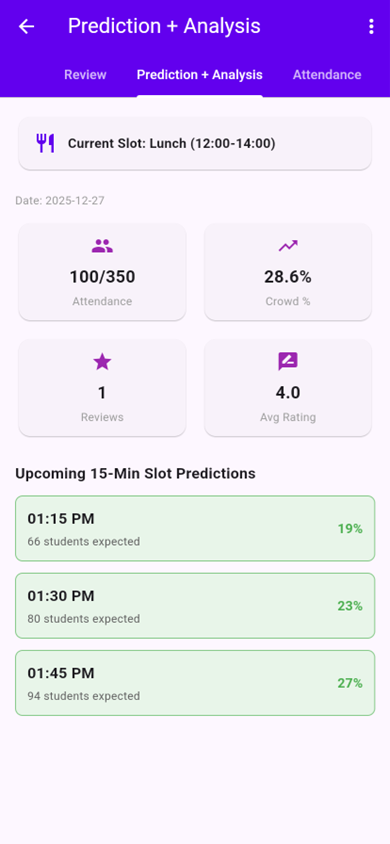 Prediction + Analysis
Review
Prediction + Analysis
Attendance
Current Slot: Lunch (12:00-14:00)
Date: 2025-12-27
100/350
Attendance
28.6%
Crowd %
1
Reviews
4.0
Avg Rating
Upcoming 15-Min Slot Predictions
01:15 PM
66 students expected
19%
01:30 PM
80 students expected
23%
01:45 PM
94 students expected
27%